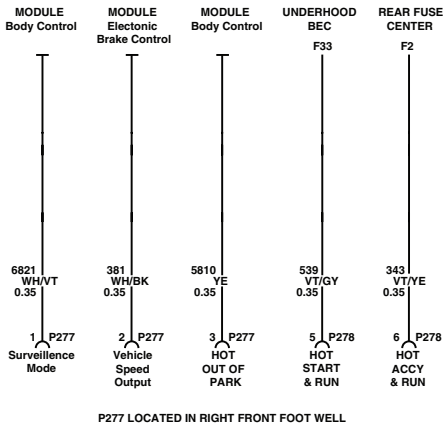 MODULE
Body Control
MODULE
Electonic
Brake Control
MODULE
Body Control
UNDERHOOD
BEC
F33
REAR FUSE
CENTER
F2
6821
WH/VT
0.35
381
WH/BK
0.35
5810
YE
0.35
539
VT/GY
0.35
343
VT/YE
0.35
1 P277
Surveillence
Mode
2 P277
Vehicle
Speed
Output
3 P277
HOT
OUT OF
PARK
5 P278
HOT
START
& RUN
6 P278
HOT
ACCY
& RUN
P277 LOCATED IN RIGHT FRONT FOOT WELL